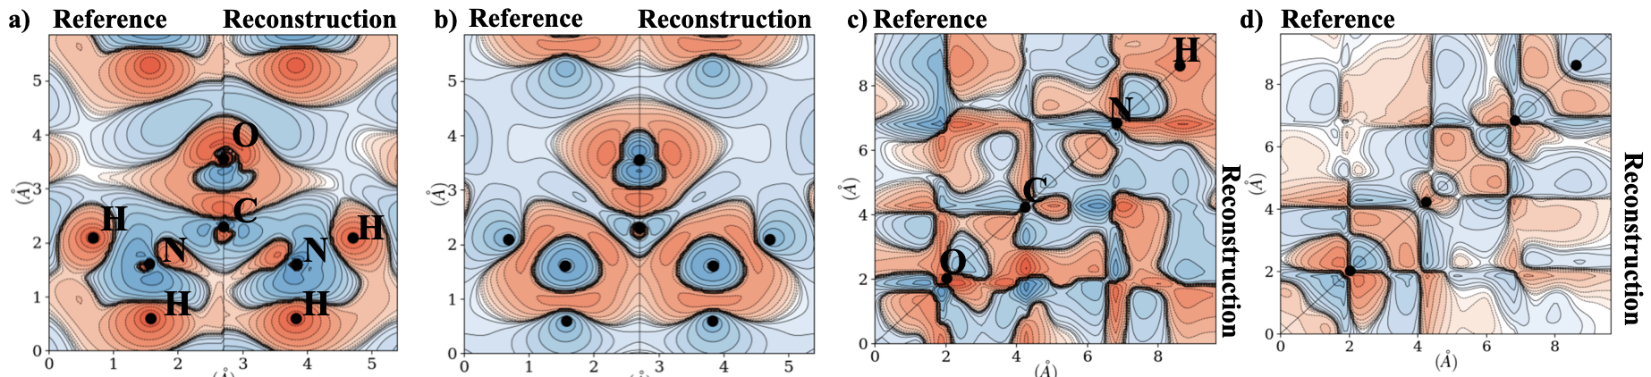 a) Reference Reconstruction
b) Reference Reconstruction
c) Reference
d) Reference
5
4
3
2
1
0
(Å)
0 1 2 3 4 5
(Å)
O
C
H
H
N
N
H
H
5
4
3
2
1
0
(Å)
0 1 2 3 4 5
8
6
4
2
0
(Å)
0 2 4 6 8
(Å)
H
N
C
O
Reconstruction
8
6
4
2
0
0 2 4 6 8
(Å)
Reconstruction